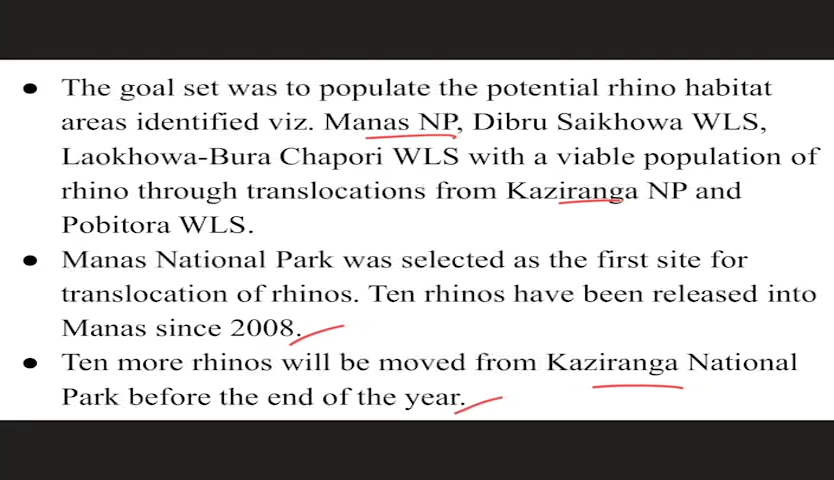 ● The goal set was to populate the potential rhino habitat
areas identified viz. Manas NP, Dibru Saikhowa WLS,
Laokhowa-Bura Chapori WLS with a viable population of
rhino through translocations from Kaziranga NP and
Pobitora WLS.
● Manas National Park was selected as the first site for
translocation of rhinos. Ten rhinos have been released into
Manas since 2008.
● Ten more rhinos will be moved from Kaziranga National
Park before the end of the year.